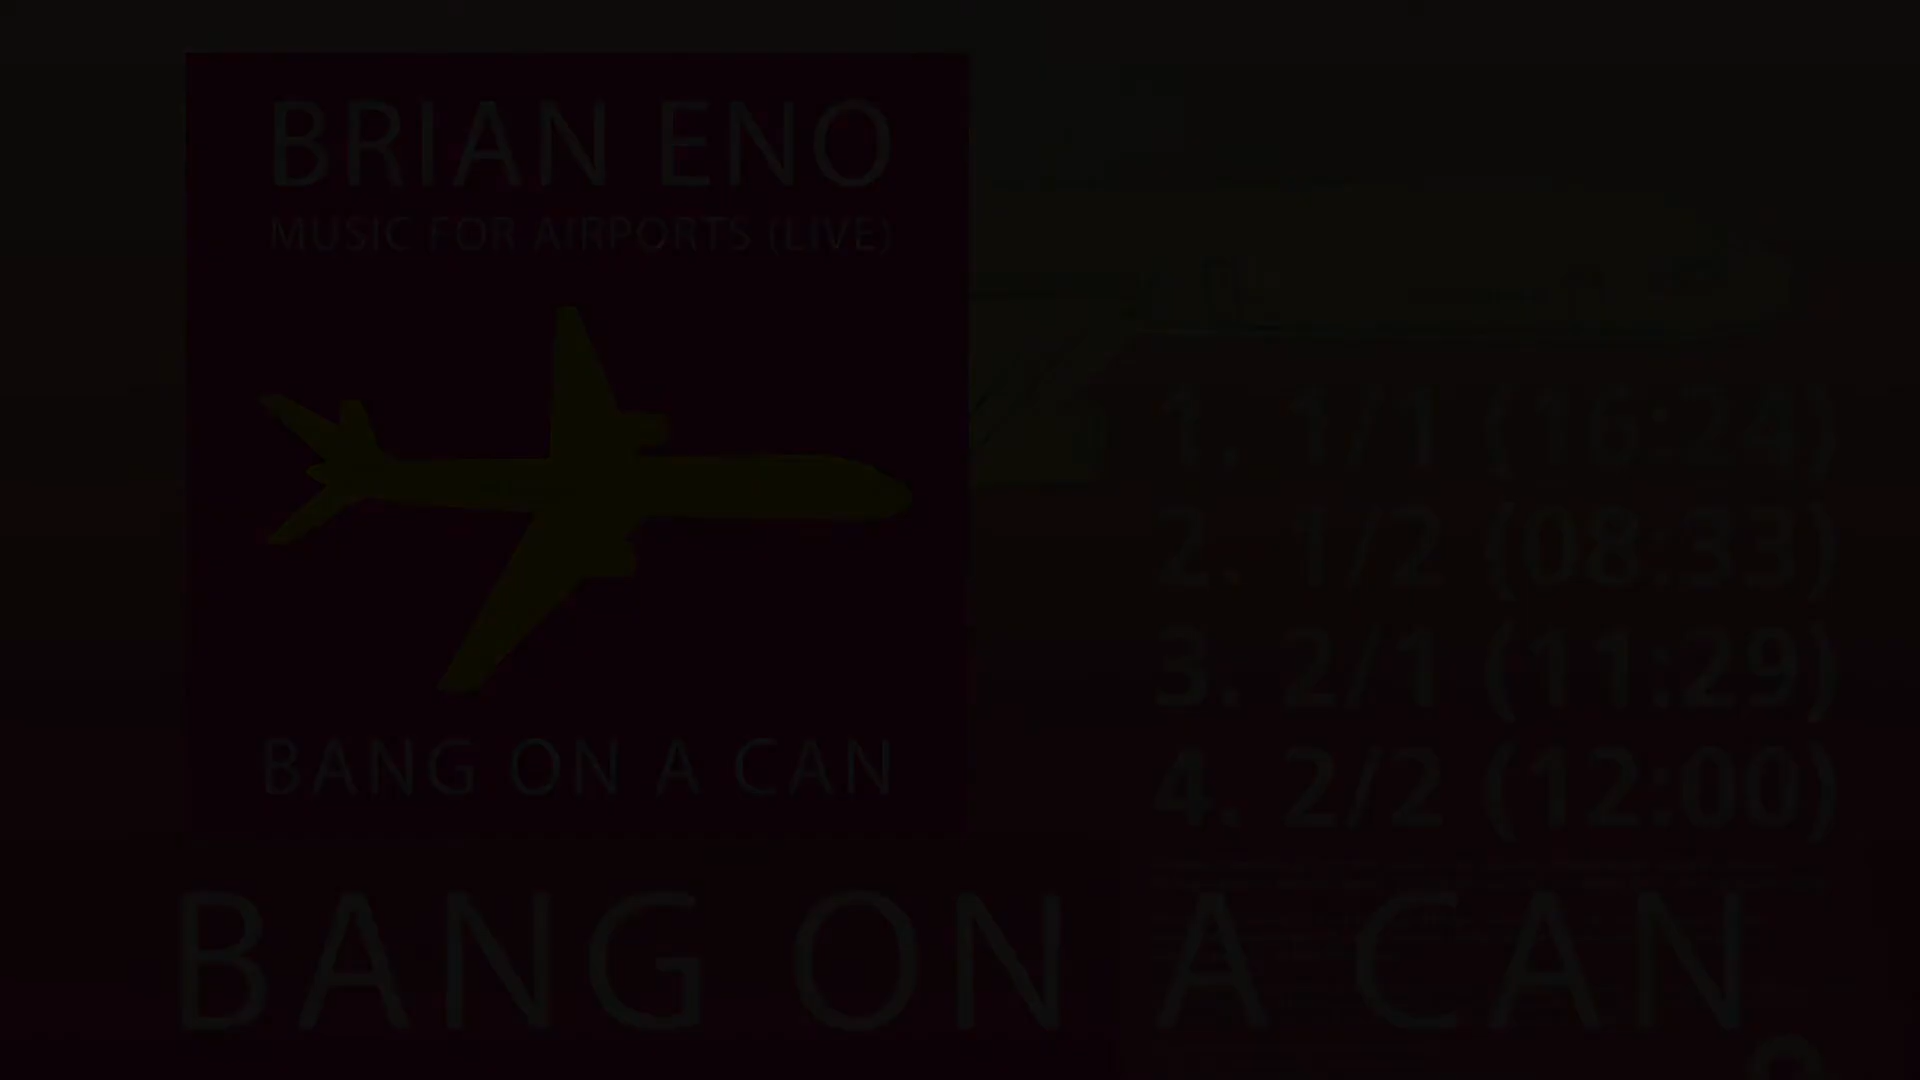 BRIAN ENO
MUSIC FOR AIRPORTS (LIVE)
BANG ON A CAN
1. 1/1 (16:24)
2. 1/2 (08:33)
3. 2/1 (11:29)
4. 2/2 (12:00)
BANG ON A CAN